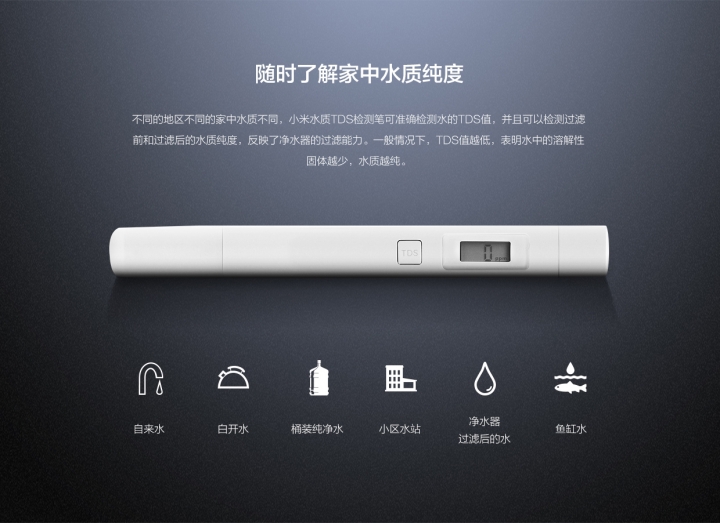 随时了解家中水质纯度
不同的地区不同的家中水质不同，小米水质TDS检测笔可准确检测水的TDS值，并且可以检测过滤
前和过滤后的水质纯度，反映了净水器的过滤能力。一般情况下，TDS值越低，表明水中的溶解性
固体越少，水质越纯。
TDS
0
自来水
白开水
桶装纯净水
小区水站
净水器
过滤后的水
鱼缸水